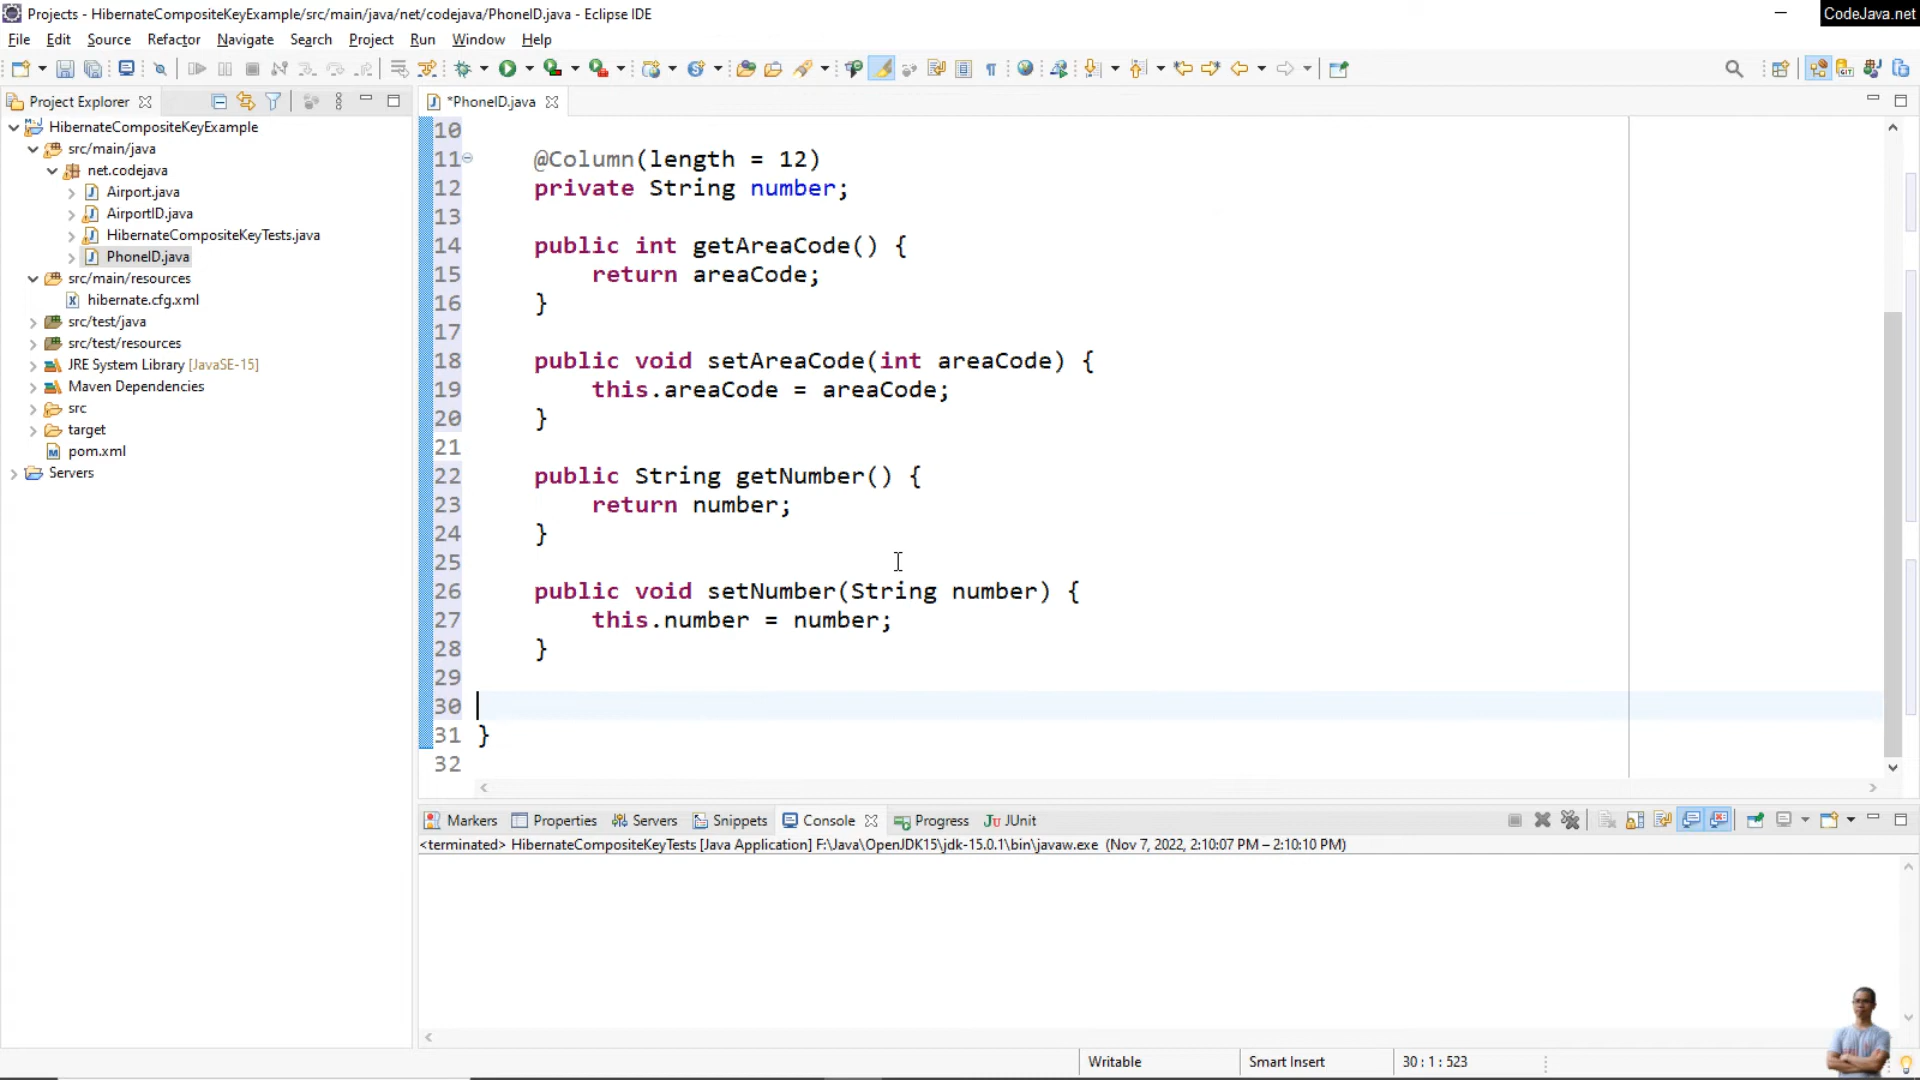 Projects - HibernateCompositeKeyExample/src/main/java/net/codejava/PhoneID.java - Eclipse IDE
CodeJava.net
File Edit Source Refactor Navigate Search Project Run Window Help
Project Explorer
*PhoneID.java
HibernateCompositeKeyExample
src/main/java
net.codejava
Airport.java
AirportID.java
HibernateCompositeKeyTests.java
PhoneID.java
src/main/resources
hibernate.cfg.xml
src/test/java
src/test/resources
JRE System Library [JavaSE-15]
Maven Dependencies
src
target
pom.xml
Servers
10
11 @Column(length = 12)
12 private String number;
13
14 public int getAreaCode() {
15 return areaCode;
16 }
17
18 public void setAreaCode(int areaCode) {
19 this.areaCode = areaCode;
20 }
21
22 public String getNumber() {
23 return number;
24 }
25
26 public void setNumber(String number) {
27 this.number = number;
28 }
29
30
31 }
32
Markers Properties Servers Snippets Console Progress JUnit
<terminated> HibernateCompositeKeyTests [Java Application] F:\Java\OpenJDK15\jdk-15.0.1\bin\javaw.exe (Nov 7, 2022, 2:10:07 PM – 2:10:10 PM)
Writable Smart Insert 30 : 1 : 523